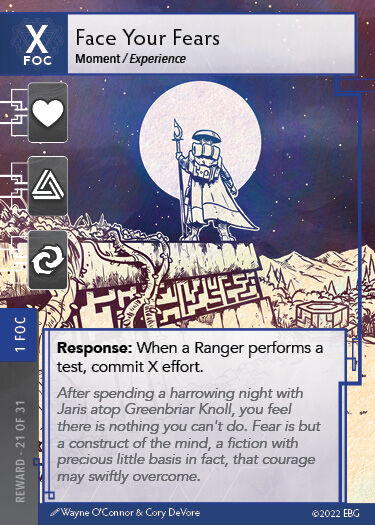 X
FOC
Face Your Fears
Moment / Experience
1 FOC
REWARD - 21 OF 31
Response: When a Ranger performs a
test, commit X effort.
After spending a harrowing night with
Jaris atop Greenbriar Knoll, you feel
there is nothing you can't do. Fear is but
a construct of the mind, a fiction with
precious little basis in fact, that courage
may swiftly overcome.
Wayne O'Connor & Cory DeVore
©2022 EBG